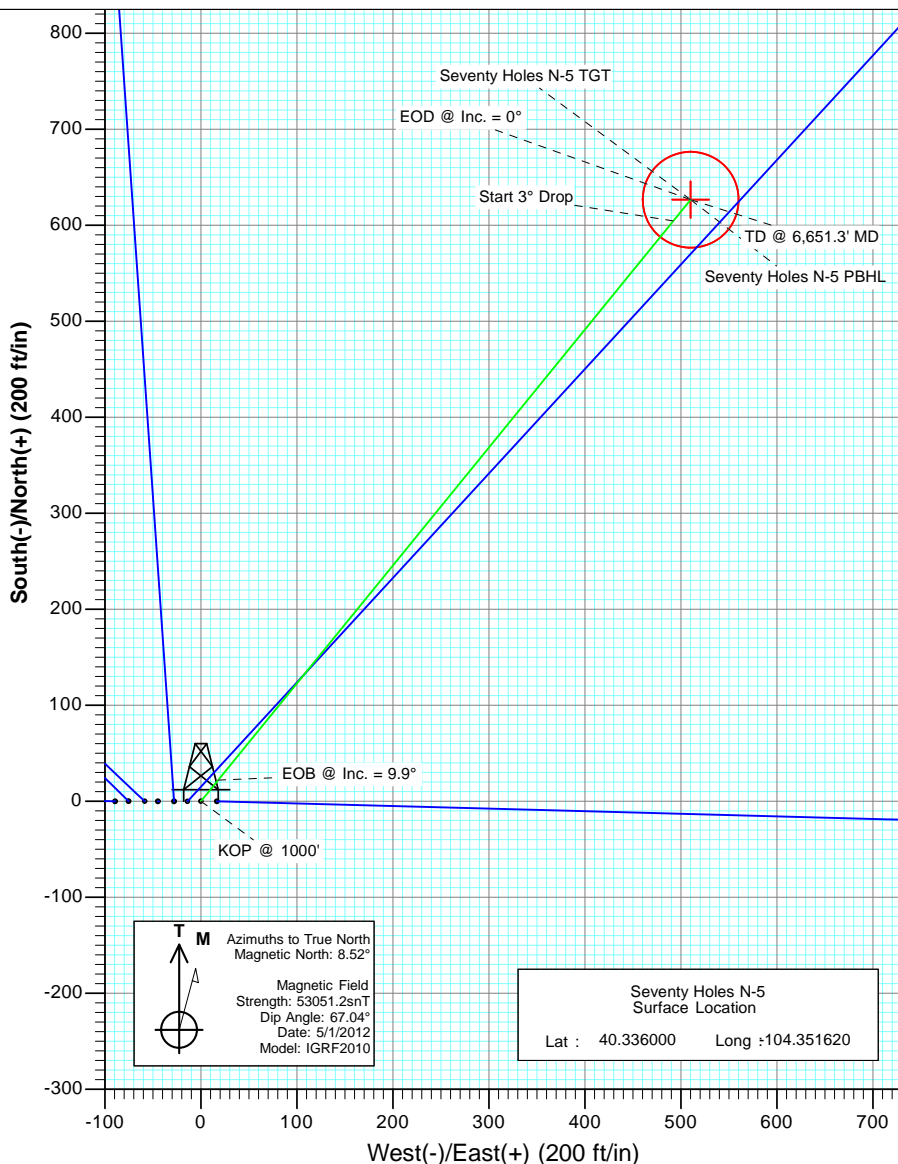 800
700
600
500
400
300
200
100
0
-100
-200
-300
South(-)/North(+) (200 ft/in)
Seventy Holes N-5 TGT
EOD @ Inc. = 0°
Start 3° Drop
TD @ 6,651.3' MD
Seventy Holes N-5 PBHL
EOB @ Inc. = 9.9°
KOP @ 1000'
T M
Azimuths to True North
Magnetic North: 8.52°
Magnetic Field
Strength: 53051.2snT
Dip Angle: 67.04°
Date: 5/1/2012
Model: IGRF2010
Seventy Holes N-5
Surface Location
Lat : 40.336000 Long :-104.351620
-100 0 100 200 300 400 500 600 700
West(-)/East(+) (200 ft/in)